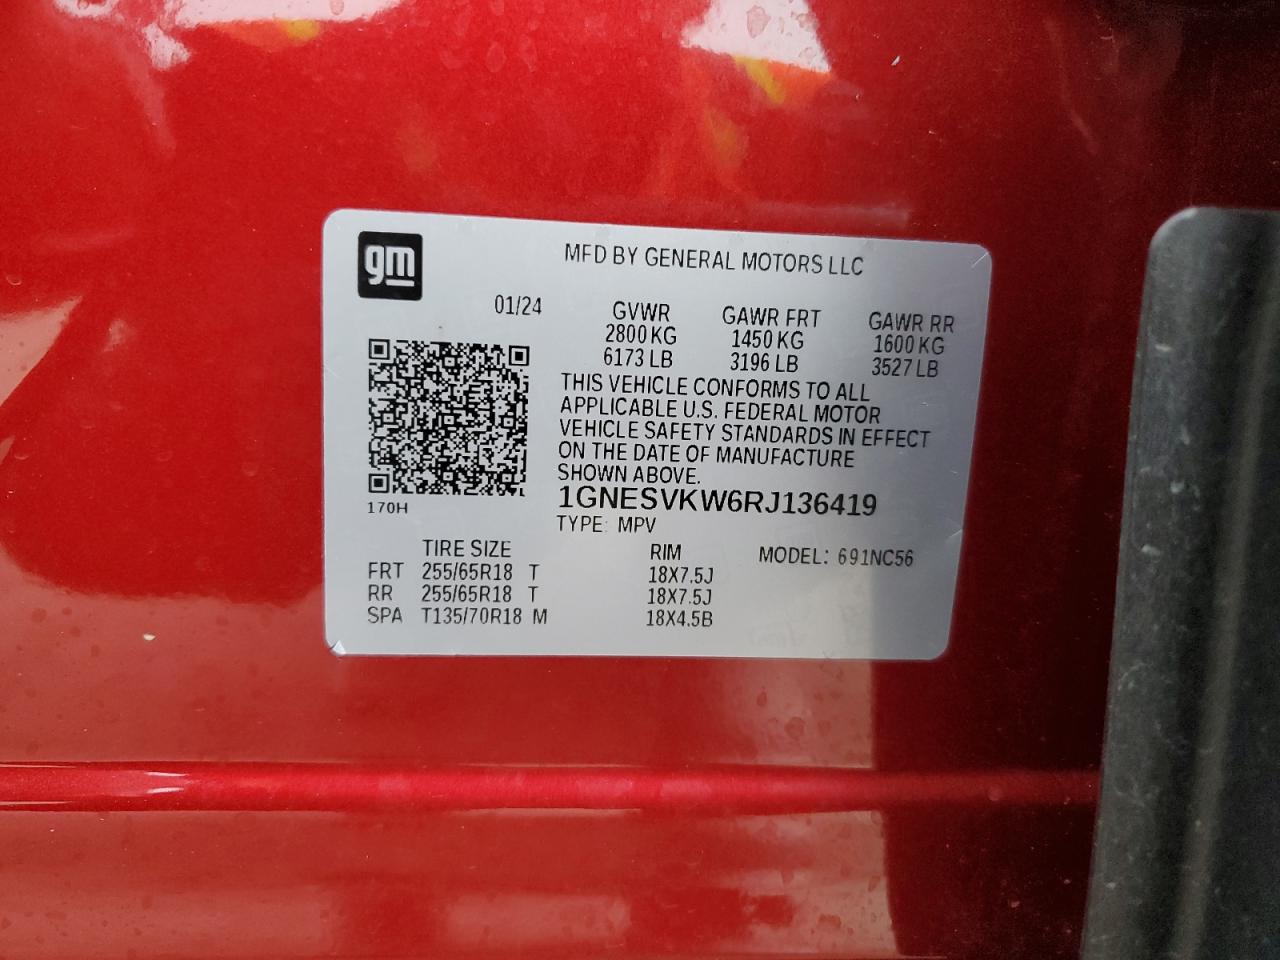 gm
MFD BY GENERAL MOTORS LLC
01/24 GVWR GAWR FRT GAWR RR
2800 KG 1450 KG 1600 KG
6173 LB 3196 LB 3527 LB
THIS VEHICLE CONFORMS TO ALL
APPLICABLE U.S. FEDERAL MOTOR
VEHICLE SAFETY STANDARDS IN EFFECT
ON THE DATE OF MANUFACTURE
SHOWN ABOVE.
170H
1GNESVKW6RJ136419
TYPE: MPV
TIRE SIZE RIM MODEL: 691NC56
FRT 255/65R18 T 18X7.5J
RR 255/65R18 T 18X7.5J
SPA T135/70R18 M 18X4.5B